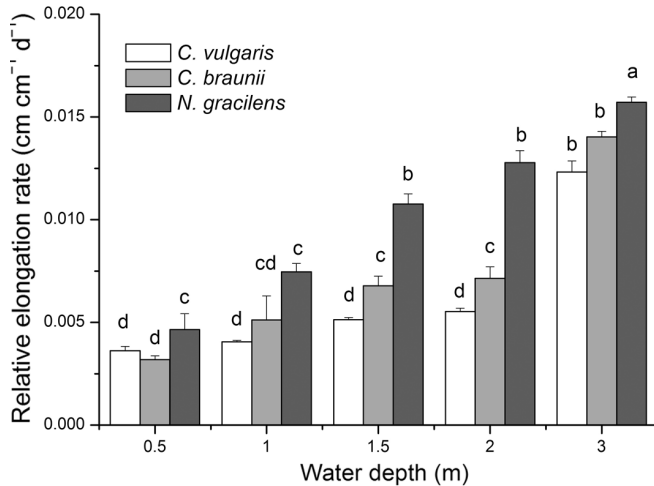 Relative elongation rate (cm cm⁻¹ d⁻¹)
0.020
0.015
0.010
0.005
0.000
C. vulgaris
C. braunii
N. gracilens
d
d
c
d
cd
c
d
c
b
d
c
b
b
b
a
0.5
1
1.5
2
3
Water depth (m)